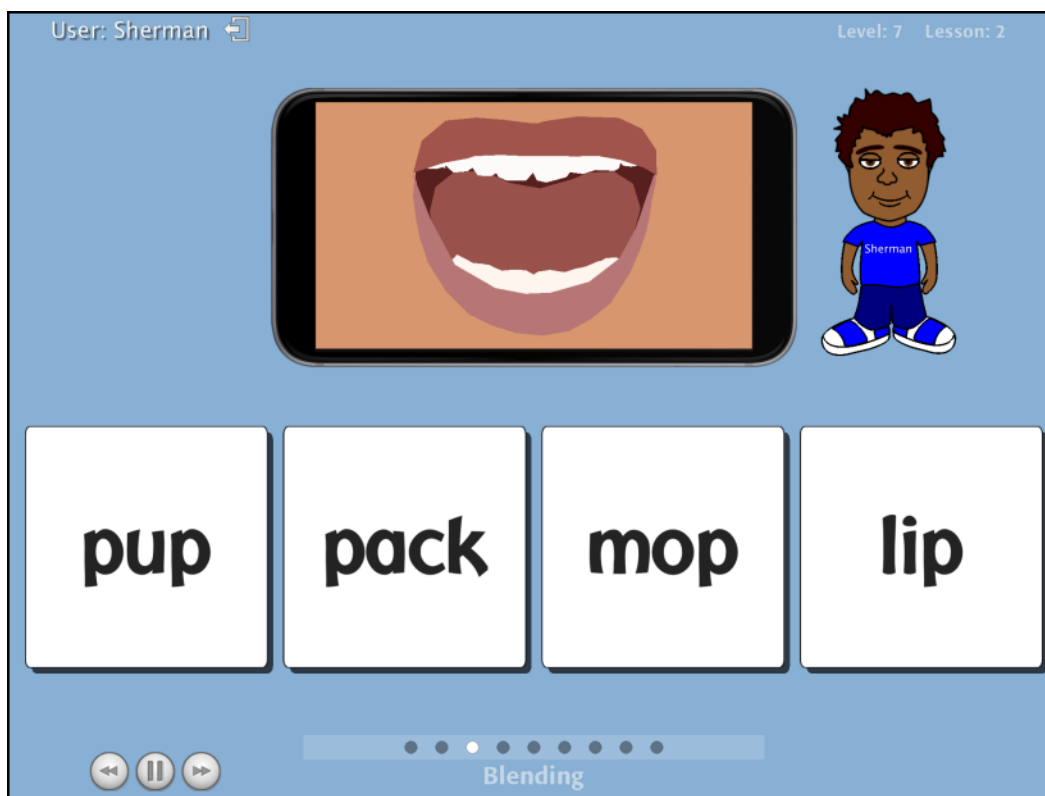 User: Sherman
Level: 7 Lesson: 2
Sherman
pup
pack
mop
lip
Blending